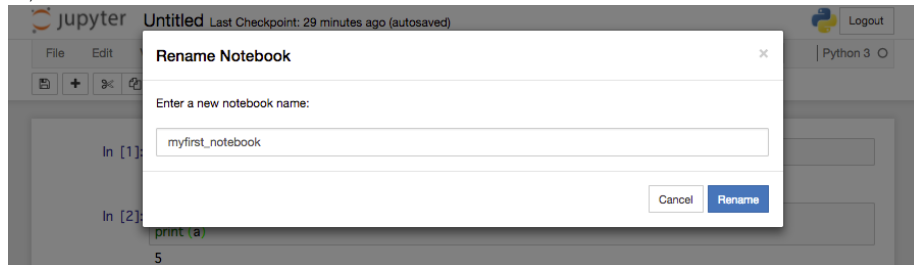 jupyter Untitled Last Checkpoint: 29 minutes ago (autosaved)
Logout
File Edit
Python 3
Rename Notebook
Enter a new notebook name:
myfirst_notebook
Cancel Rename
In [1]:
In [2]:
print (a)
5